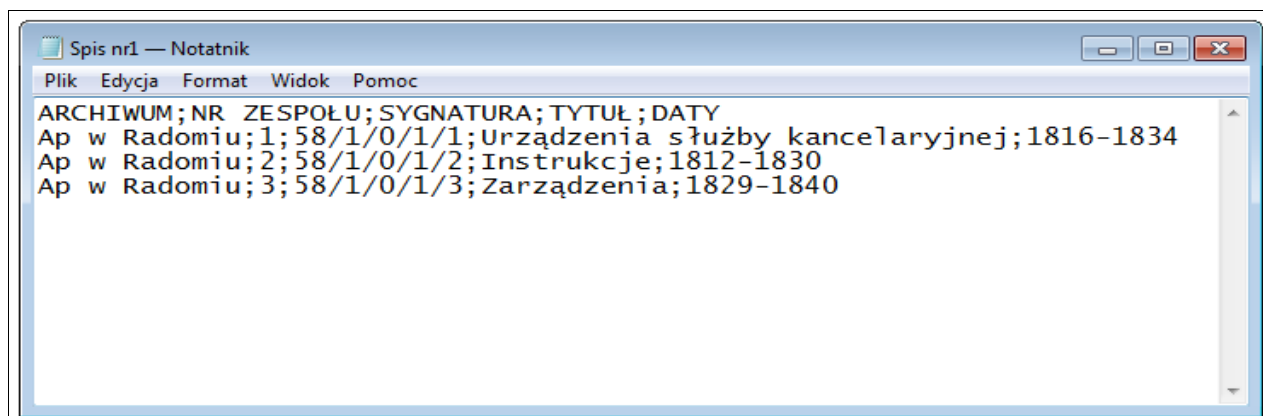 Spis nr1 — Notatnik
Plik Edycja Format Widok Pomoc
ARCHIWUM;NR ZESPOŁU;SYGNATURA;TYTUŁ;DATY
Ap w Radomiu;1;58/1/0/1/1;Urządzenia służby kancelaryjnej;1816-1834
Ap w Radomiu;2;58/1/0/1/2;Instrukcje;1812-1830
Ap w Radomiu;3;58/1/0/1/3;Zarządzenia;1829-1840